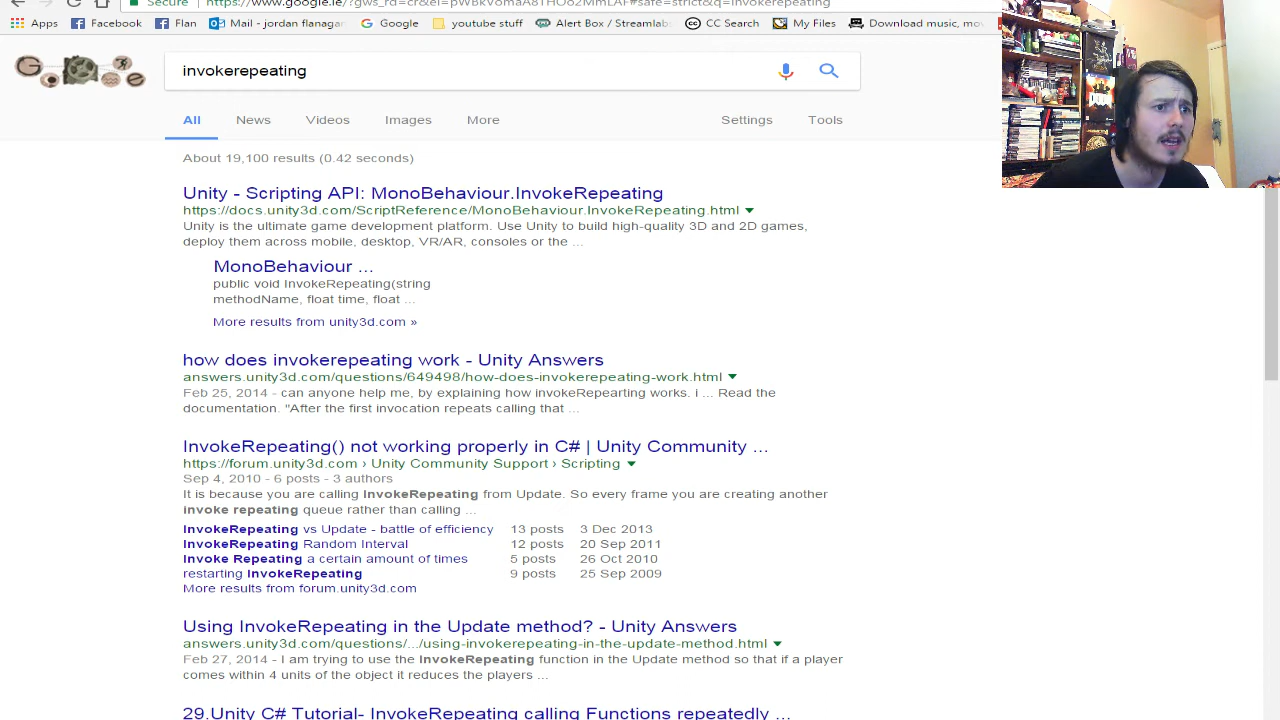 Secure https://www.google.ie/?gws_rd=cr&ei=
Apps Facebook Flan Mail - jordan flanagan Google youtube stuff Alert Box / Streamlabs Search My Files Download music, mov
invokerepeating
All News Videos Images More Settings Tools
About 19,100 results (0.42 seconds)
Unity - Scripting API: MonoBehaviour.InvokeRepeating
https://docs.unity3d.com/ScriptReference/MonoBehaviour.InvokeRepeating.html
Unity is the ultimate game development platform. Use Unity to build high-quality 3D and 2D games,
deploy them across mobile, desktop, VR/AR, consoles or the ...
MonoBehaviour ...
public void InvokeRepeating(string
methodName, float time, float ...
More results from unity3d.com »
how does invokerepeating work - Unity Answers
answers.unity3d.com/questions/649498/how-does-invokerepeating-work.html
Feb 25, 2014 - can anyone help me, by explaining how invokeRepearting works. i ... Read the
documentation. "After the first invocation repeats calling that ...
InvokeRepeating() not working properly in C# | Unity Community ...
https://forum.unity3d.com › Unity Community Support › Scripting
Sep 4, 2010 - 6 posts - 3 authors
It is because you are calling InvokeRepeating from Update. So every frame you are creating another
invoke repeating queue rather than calling ...
InvokeRepeating vs Update - battle of efficiency 13 posts 3 Dec 2013
InvokeRepeating Random Interval 12 posts 20 Sep 2011
Invoke Repeating a certain amount of times 5 posts 26 Oct 2010
restarting InvokeRepeating 9 posts 25 Sep 2009
More results from forum.unity3d.com
Using InvokeRepeating in the Update method? - Unity Answers
answers.unity3d.com/questions/.../using-invokerepeating-in-the-update-method.html
Feb 27, 2014 - I am trying to use the InvokeRepeating function in the Update method so that if a player
comes within 4 units of the object it reduces the players ...
29.Unity C# Tutorial- InvokeRepeating calling Functions repeatedly ...